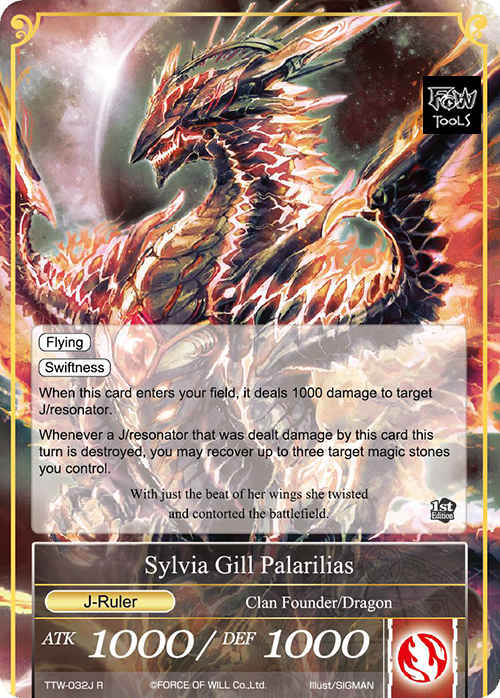 FOW
TOOLS
Flying
Swiftness
When this card enters your field, it deals 1000 damage to target
J/resonator.
Whenever a J/resonator that was dealt damage by this card this
turn is destroyed, you may recover up to three target magic stones
you control.
With just the beat of her wings she twisted
and contorted the battlefield.
1st
Edition
Sylvia Gill Palarilias
J-Ruler
Clan Founder/Dragon
ATK 1000 / DEF 1000
TTW-032J R ©FORCE OF WILL Co.,Ltd. Illust/SIGMAN